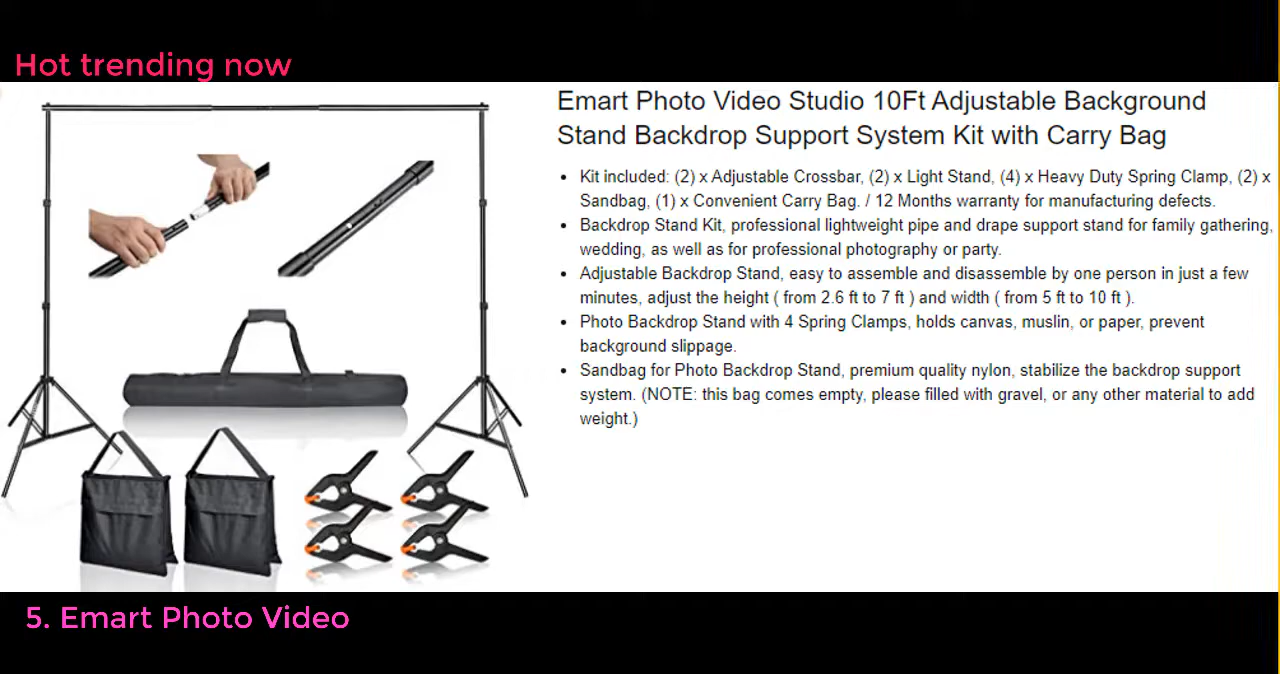 Hot trending now
Emart Photo Video Studio 10Ft Adjustable Background
Stand Backdrop Support System Kit with Carry Bag
• Kit included: (2) x Adjustable Crossbar, (2) x Light Stand, (4) x Heavy Duty Spring Clamp, (2) x
Sandbag, (1) x Convenient Carry Bag. / 12 Months warranty for manufacturing defects.
• Backdrop Stand Kit, professional lightweight pipe and drape support stand for family gathering,
wedding, as well as for professional photography or party.
• Adjustable Backdrop Stand, easy to assemble and disassemble by one person in just a few
minutes, adjust the height ( from 2.6 ft to 7 ft ) and width ( from 5 ft to 10 ft ).
• Photo Backdrop Stand with 4 Spring Clamps, holds canvas, muslin, or paper, prevent
background slippage.
• Sandbag for Photo Backdrop Stand, premium quality nylon, stabilize the backdrop support
system. (NOTE: this bag comes empty, please filled with gravel, or any other material to add
weight.)
5. Emart Photo Video